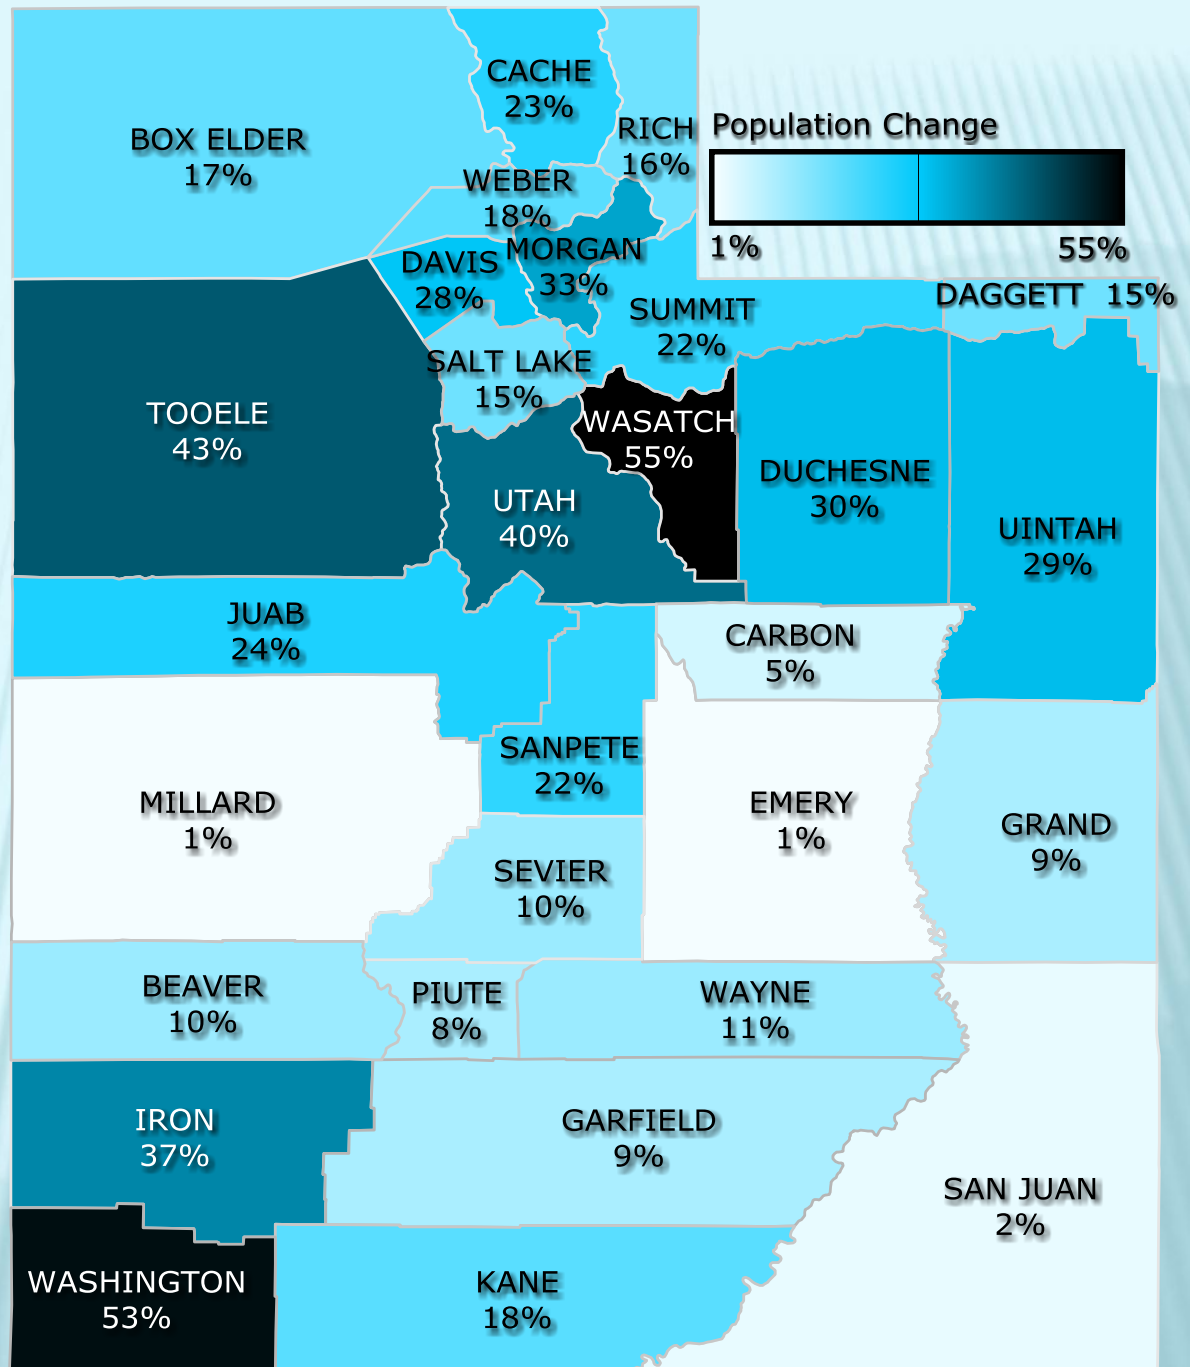 CACHE
23%
BOX ELDER
17%
RICH
16%
Population Change
1% 55%
WEBER
18%
MORGAN
33%
DAVIS
28%
DAGGETT 15%
SUMMIT
22%
SALT LAKE
15%
TOOELE
43%
WASATCH
55%
DUCHESNE
30%
UTAH
40%
UINTAH
29%
JUAB
24%
CARBON
5%
SANPETE
22%
MILLARD
1%
EMERY
1%
GRAND
9%
SEVIER
10%
BEAVER
10%
PIUTE
8%
WAYNE
11%
IRON
37%
GARFIELD
9%
SAN JUAN
2%
WASHINGTON
53%
KANE
18%